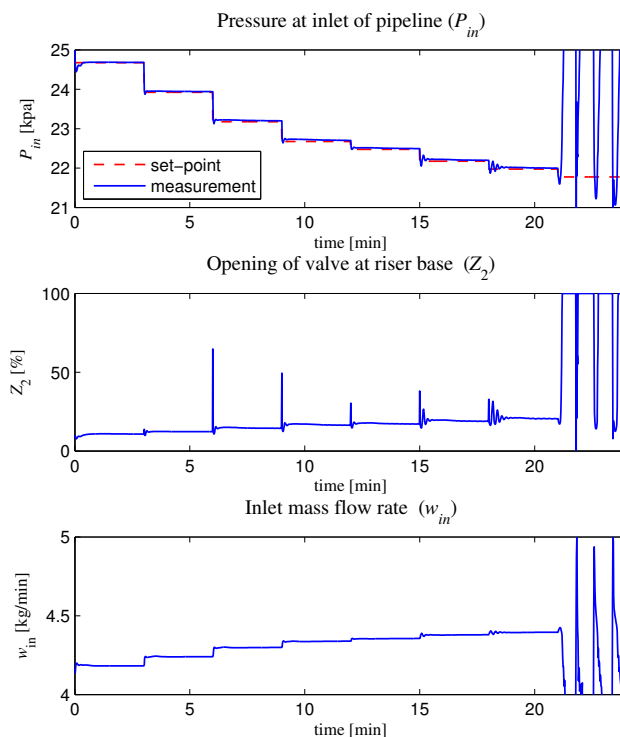 Pressure at inlet of pipeline (P_in)
25
24
23
22
21
P_in [kpa]
set−point
measurement
0 5 10 15 20
time [min]
Opening of valve at riser base (Z_2)
100
50
0
Z_2 [%]
0 5 10 15 20
time [min]
Inlet mass flow rate (w_in)
5
4.5
4
w_in [kg/min]
0 5 10 15 20
time [min]